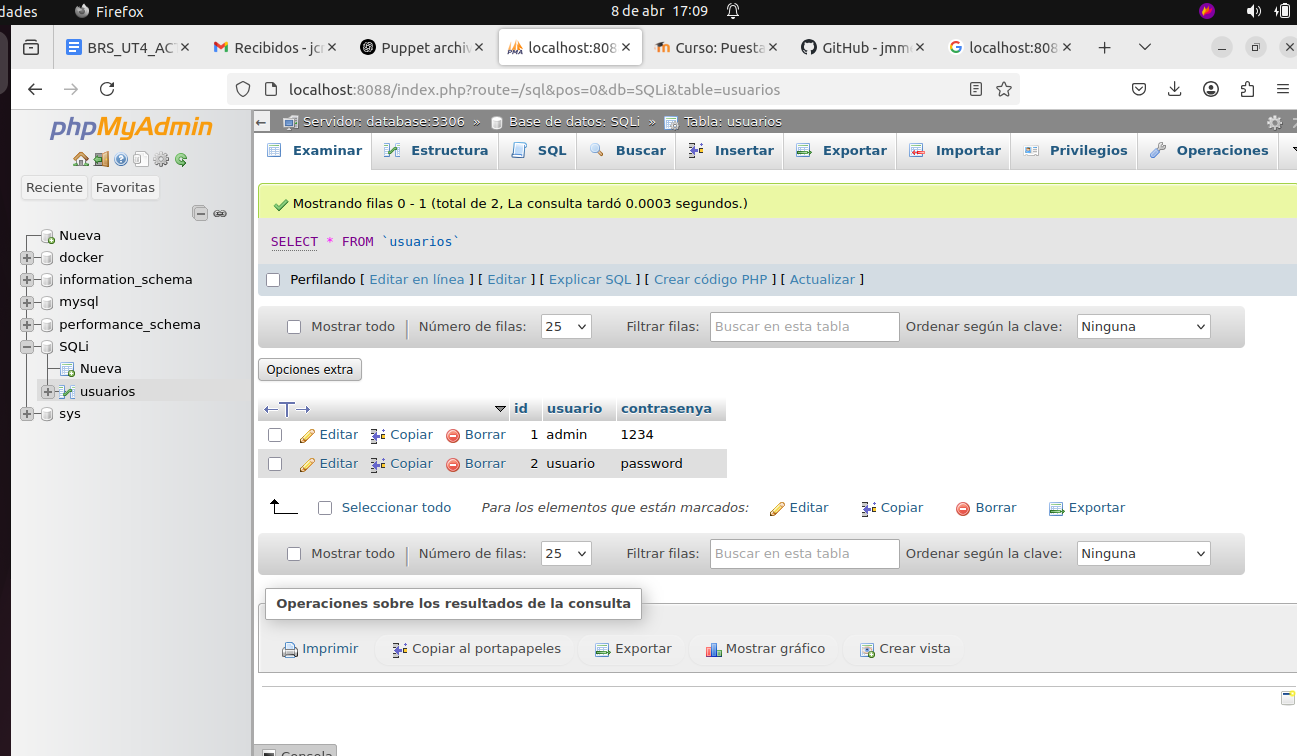 dades Firefox 8 de abr 17:09
BRS_UT4_AC Recibidos - jcr Puppet archiv localhost:808 Curso: Puesta GitHub - jmm localhost:808
localhost:8088/index.php?route=/sql&pos=0&db=SQLi&table=usuarios
phpMyAdmin
Reciente Favoritas
Nueva
docker
information_schema
mysql
performance_schema
SQLi
Nueva
usuarios
sys
Servidor: database:3306 » Base de datos: SQLi » Tabla: usuarios
Examinar Estructura SQL Buscar Insertar Exportar Importar Privilegios Operaciones
Mostrando filas 0 - 1 (total de 2, La consulta tardó 0.0003 segundos.)
SELECT * FROM `usuarios`
Perfilando [ Editar en línea ] [ Editar ] [ Explicar SQL ] [ Crear código PHP ] [ Actualizar ]
Mostrar todo Número de filas: 25 Filtrar filas: Buscar en esta tabla Ordenar según la clave: Ninguna
Opciones extra
id usuario contrasenya
Editar Copiar Borrar 1 admin 1234
Editar Copiar Borrar 2 usuario password
Seleccionar todo Para los elementos que están marcados: Editar Copiar Borrar Exportar
Mostrar todo Número de filas: 25 Filtrar filas: Buscar en esta tabla Ordenar según la clave: Ninguna
Operaciones sobre los resultados de la consulta
Imprimir Copiar al portapapeles Exportar Mostrar gráfico Crear vista
Consola